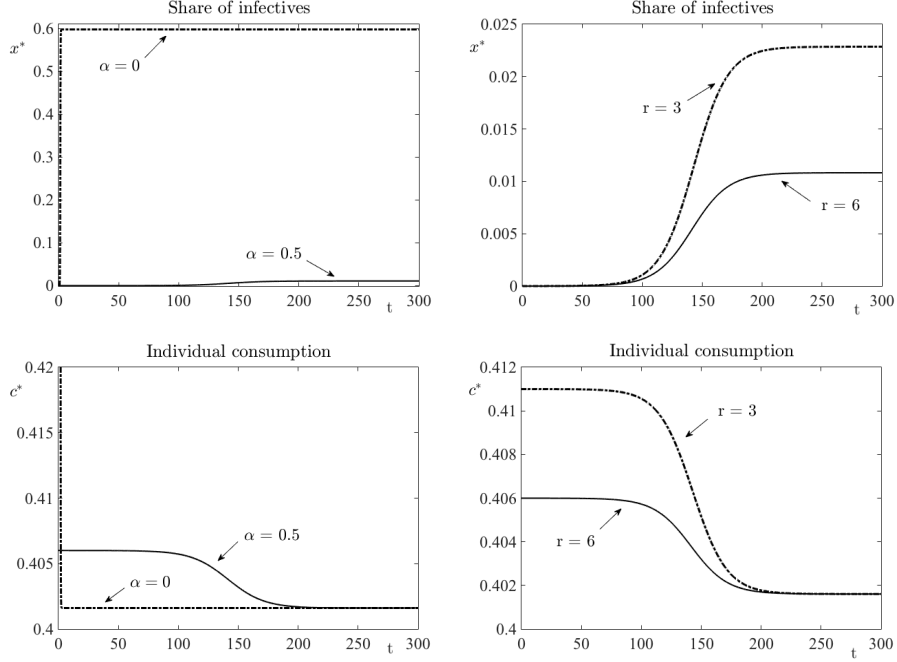 Share of infectives
x*
0.6
0.5
0.4
0.3
0.2
0.1
0
α = 0
α = 0.5
0 50 100 150 200 250 300
t
Share of infectives
x*
0.025
0.02
0.015
0.01
0.005
0
r = 3
r = 6
0 50 100 150 200 250 300
t
Individual consumption
c*
0.42
0.415
0.41
0.405
0.4
α = 0.5
α = 0
0 50 100 150 200 250 300
t
Individual consumption
c*
0.412
0.41
0.408
0.406
0.404
0.402
0.4
r = 3
r = 6
0 50 100 150 200 250 300
t